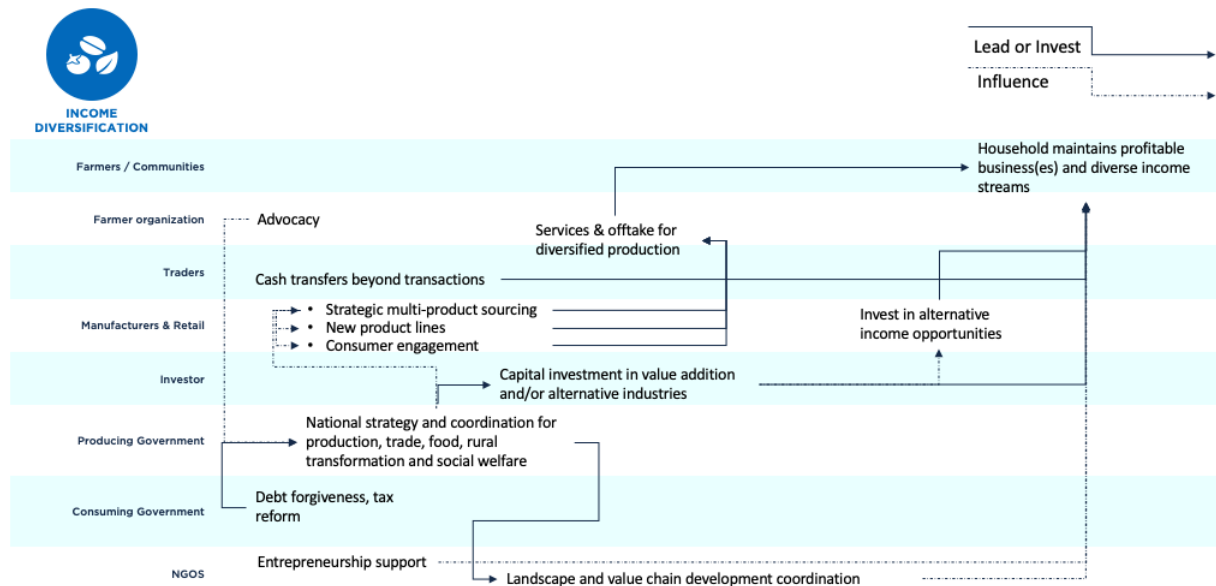 INCOME
DIVERSIFICATION
Lead or Invest
Influence
Farmers / Communities
Household maintains profitable
business(es) and diverse income
streams
Farmer organization
Advocacy
Services & offtake for
diversified production
Traders
Cash transfers beyond transactions
Manufacturers & Retail
• Strategic multi-product sourcing
• New product lines
• Consumer engagement
Invest in alternative
income opportunities
Investor
Capital investment in value addition
and/or alternative industries
Producing Government
National strategy and coordination for
production, trade, food, rural
transformation and social welfare
Consuming Government
Debt forgiveness, tax
reform
NGOS
Entrepreneurship support
Landscape and value chain development coordination